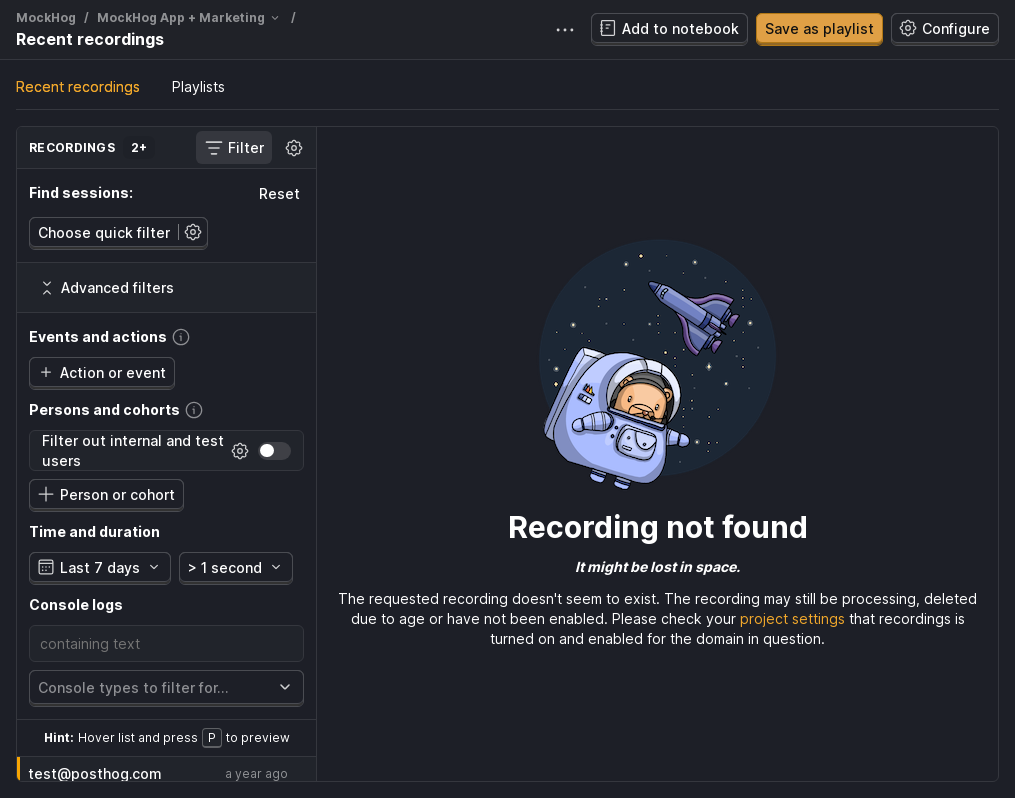 MockHog / MockHog App + Marketing /
Recent recordings
Add to notebook
Save as playlist
Configure
Recent recordings
Playlists
RECORDINGS 2+
Filter
Find sessions:
Reset
Choose quick filter
Advanced filters
Events and actions
Action or event
Persons and cohorts
Filter out internal and test
users
Person or cohort
Time and duration
Last 7 days
> 1 second
Console logs
containing text
Console types to filter for...
Hint: Hover list and press P to preview
test@posthog.com
a year ago
Recording not found
It might be lost in space.
The requested recording doesn't seem to exist. The recording may still be processing, deleted
due to age or have not been enabled. Please check your project settings that recordings is
turned on and enabled for the domain in question.